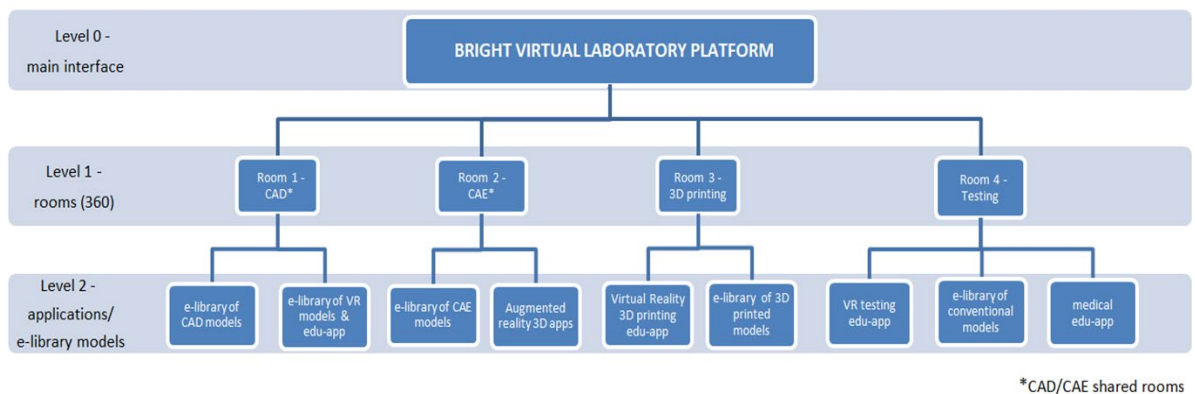 Level 0 -
main interface
BRIGHT VIRTUAL LABORATORY PLATFORM
Level 1 -
rooms (360)
Room 1 -
CAD*
Room 2 -
CAE*
Room 3 -
3D printing
Room 4 -
Testing
Level 2 -
applications/
e-library models
e-library of
CAD models
e-library of VR
models &
edu-app
e-library of CAE
models
Augmented
reality 3D apps
Virtual Reality
3D printing
edu-app
e-library of 3D
printed
models
VR testing
edu-app
e-library of
conventional
models
medical
edu-app
*CAD/CAE shared rooms